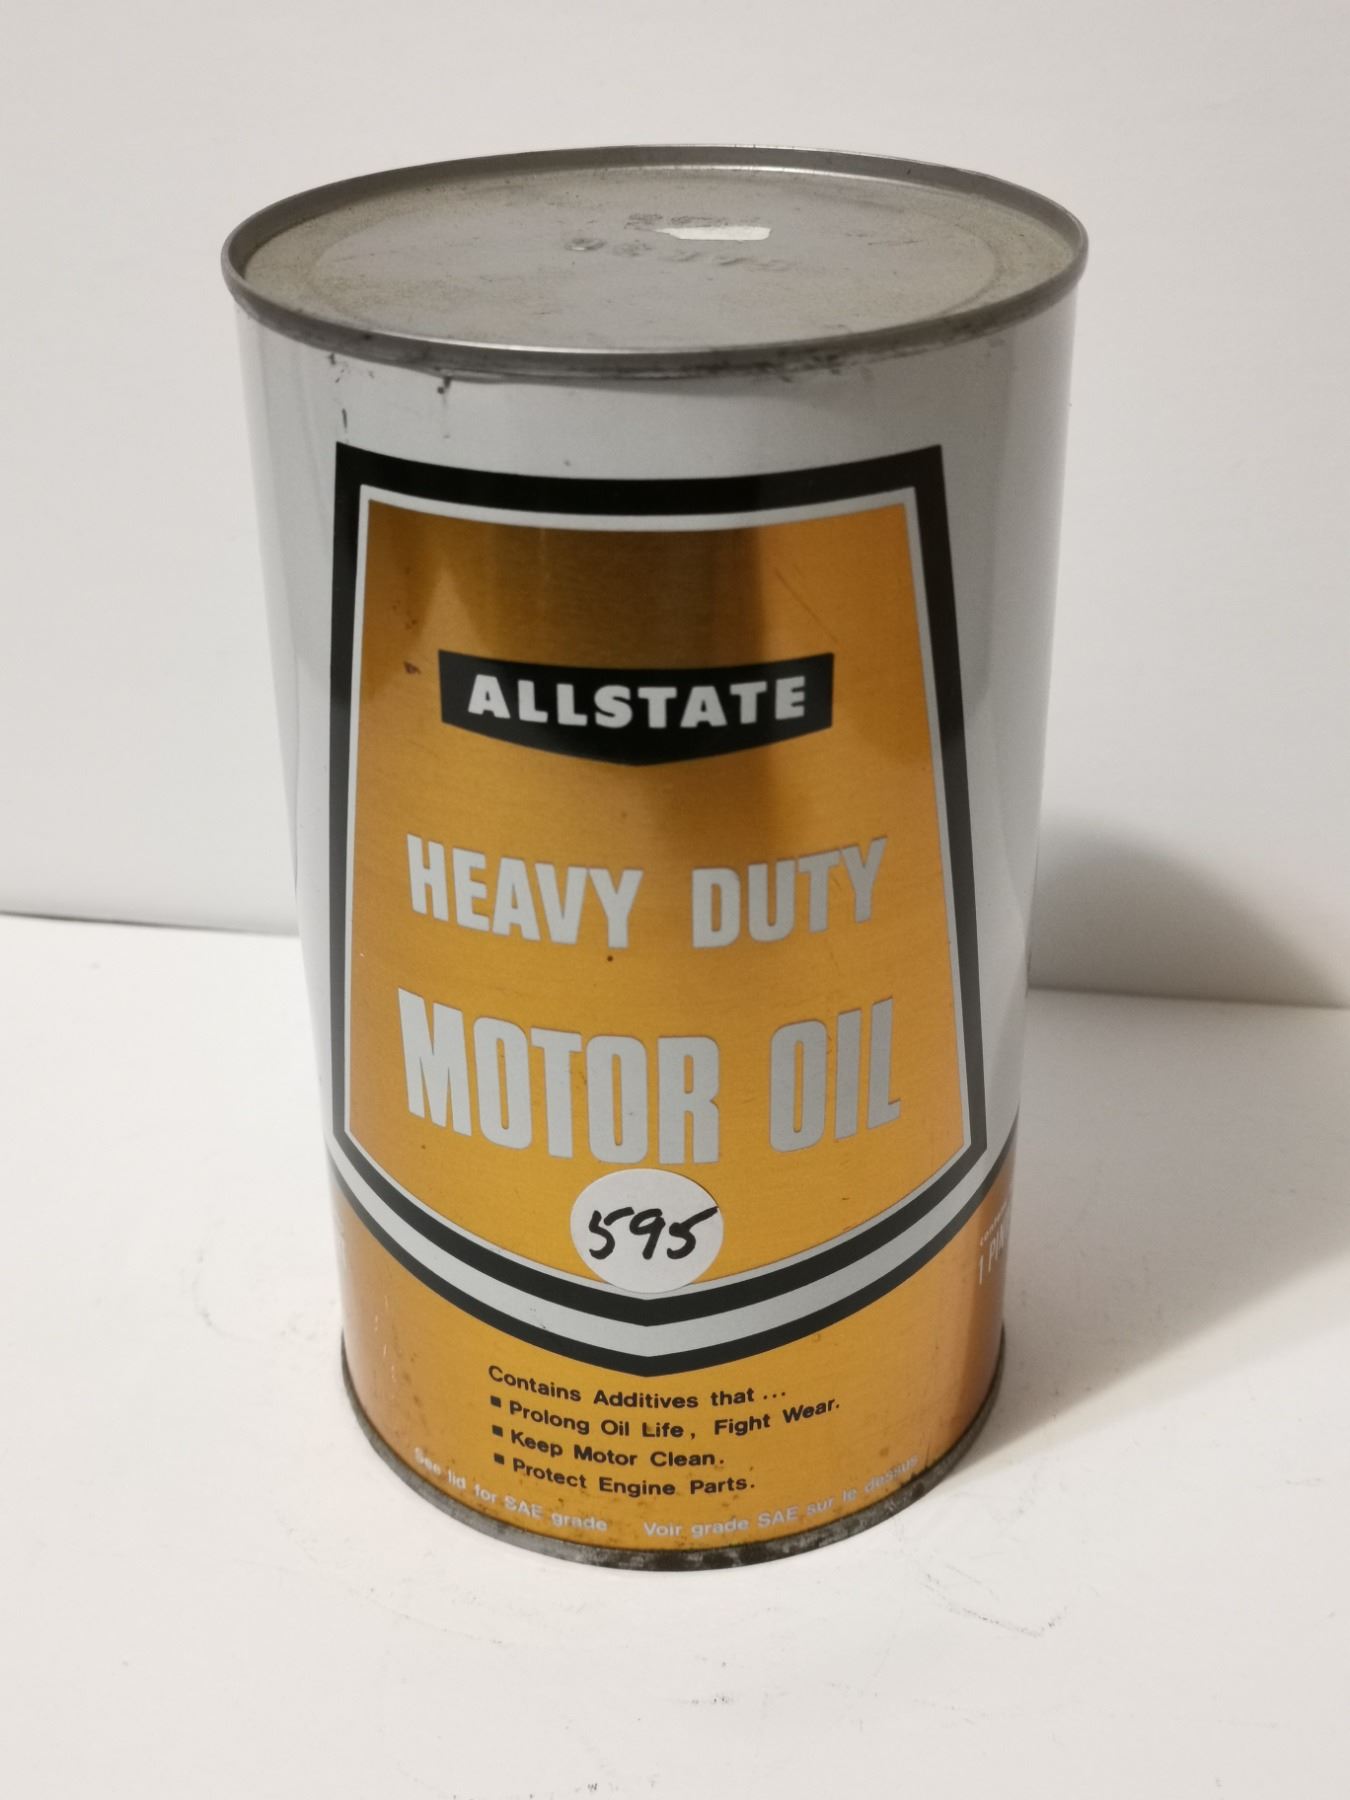 ALLSTATE
HEAVY DUTY
MOTOR OIL
595
Contains Additives that ...
▪ Prolong Oil Life, Fight Wear.
▪ Keep Motor Clean.
▪ Protect Engine Parts.
See lid for SAE grade Voir grade SAE sur le dessus